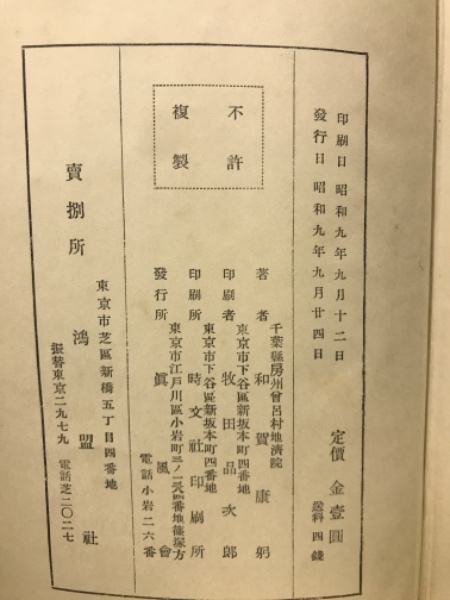 印刷日 昭和九年九月十二日
發行日 昭和九年九月廿四日
定價 金壹圓
送料四錢
不許
複製
千葉縣房州曾呂村地濟院
著者 和賀康躬
東京市下谷區新坂本町四番地
印刷者 牧田品次郎
東京市下谷區新坂本町四番地
印刷所 時文社印刷所
東京市江戸川區小岩町三ノ一八四番地篠塚方
發行所 眞風會
電話小岩二六番
東京市芝區新橋五丁目四番地
賣捌所 鴻盟社
振替東京二九七九 電話芝二〇二七